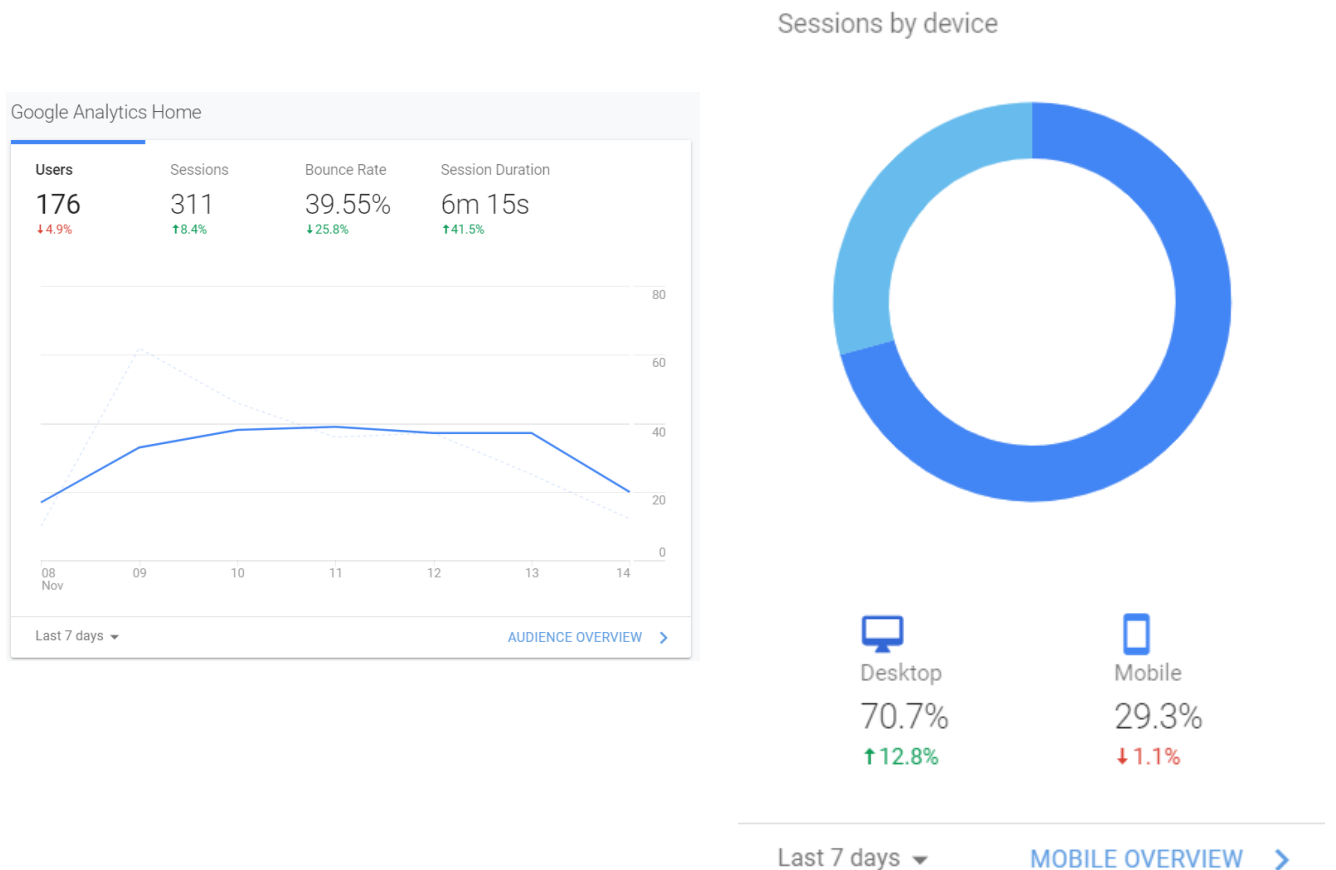 Google Analytics Home
Users Sessions Bounce Rate Session Duration
176 311 39.55% 6m 15s
↓4.9% ↑8.4% ↓25.8% ↑41.5%
80
60
40
20
0
08 09 10 11 12 13 14
Nov
Last 7 days AUDIENCE OVERVIEW
Sessions by device
Desktop Mobile
70.7% 29.3%
↑12.8% ↓1.1%
Last 7 days MOBILE OVERVIEW